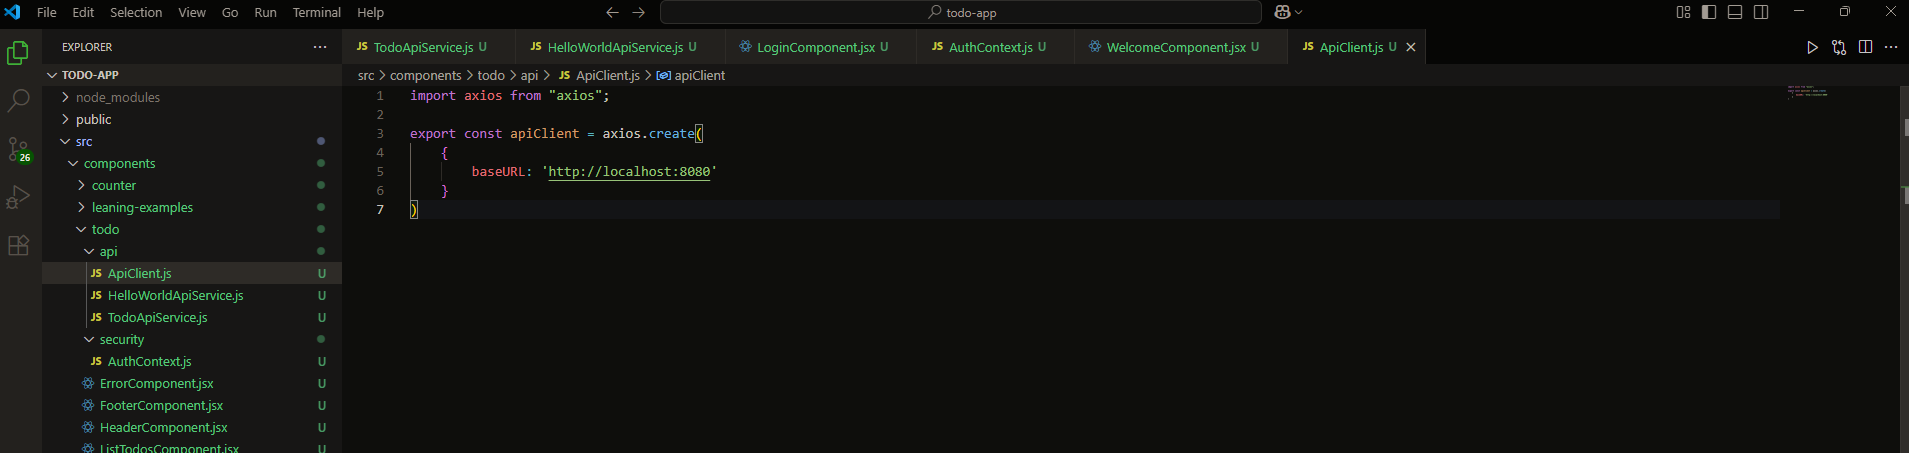 File Edit Selection View Go Run Terminal Help
todo-app
EXPLORER
TODO-APP
node_modules
public
src
components
counter
leaning-examples
todo
api
JS ApiClient.js U
JS HelloWorldApiService.js U
JS TodoApiService.js U
security
JS AuthContext.js U
ErrorComponent.jsx U
FooterComponent.jsx U
HeaderComponent.jsx U
ListTodosComponent.jsx U
26
JS TodoApiService.js U JS HelloWorldApiService.js U LoginComponent.jsx U JS AuthContext.js U WelcomeComponent.jsx U JS ApiClient.js U
src > components > todo > api > JS ApiClient.js > apiClient
1 import axios from "axios";
2
3 export const apiClient = axios.create(
4 {
5 baseURL: 'http://localhost:8080'
6 }
7 )